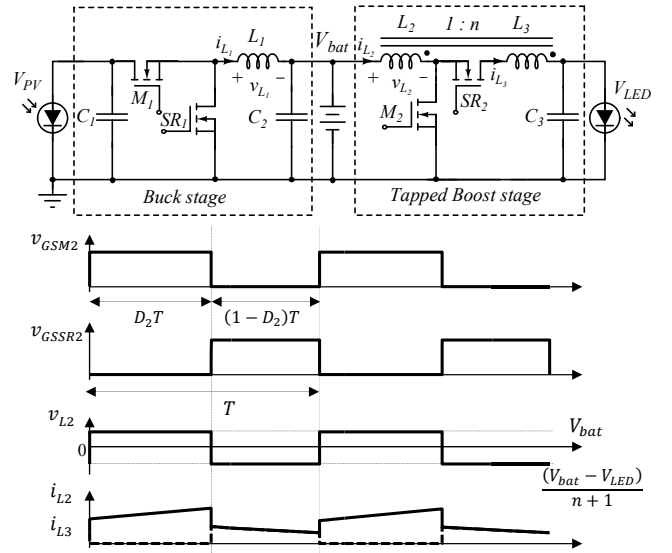 L₂ 1 : n L₃
i_L₁ L₁ V_bat i_L₂
V_PV + v_L₁ − + v_L₂ − i_L₃ V_LED
M₁ SR₂
C₁ SR₁ C₂ M₂ C₃
Buck stage Tapped Boost stage
v_GSM2
D₂T (1 − D₂)T
v_GSSR2
T
v_L2 V_bat
0
(V_bat − V_LED)
n + 1
i_L2
i_L3